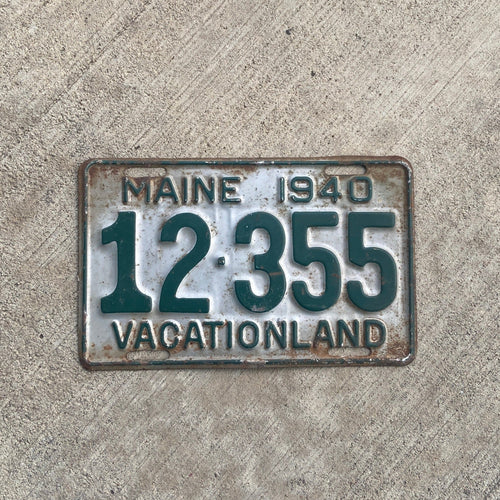 MAINE 1940
12·355
VACATIONLAND